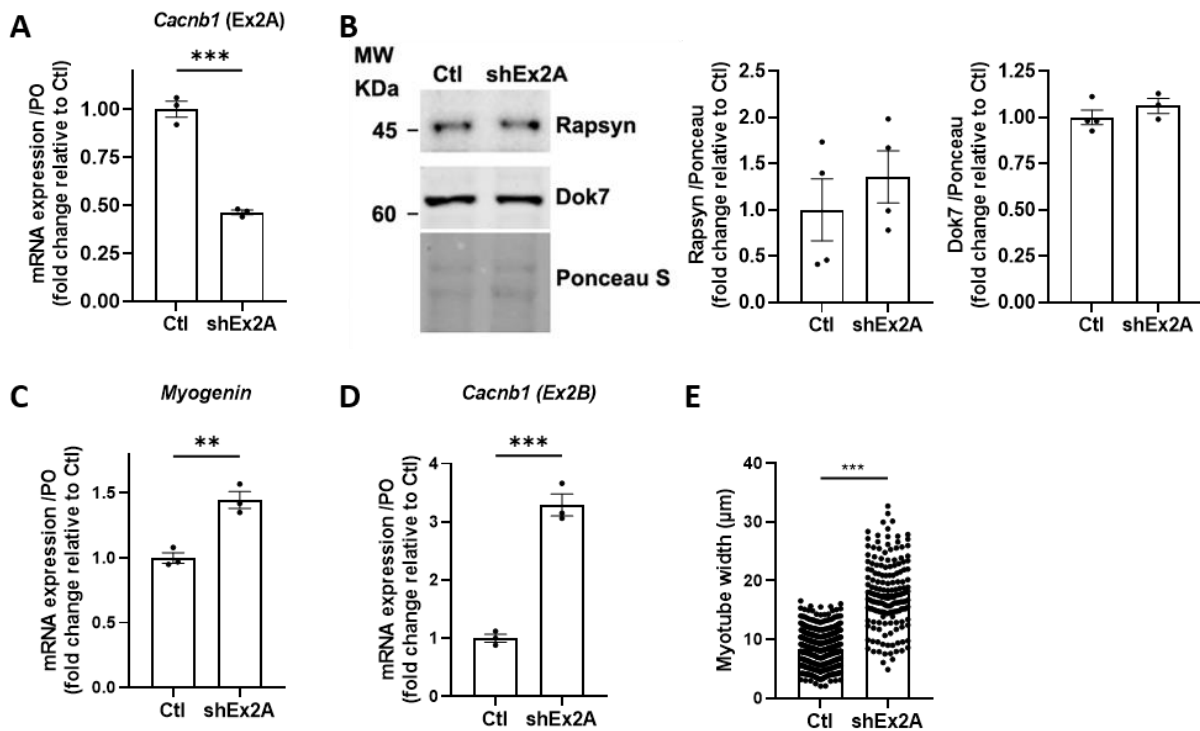 A
Cacnb1 (Ex2A)
***
mRNA expression /PO
(fold change relative to Ctl)
1.00
0.75
0.50
0.25
0.00
Ctl
shEx2A
B
MW
KDa
Ctl
shEx2A
45
Rapsyn
60
Dok7
Ponceau S
Rapsyn /Ponceau
(fold change relative to Ctl)
2.5
2.0
1.5
1.0
0.5
0.0
Ctl
shEx2A
Dok7 /Ponceau
(fold change relative to Ctl)
1.25
1.00
0.75
0.50
0.25
0.00
Ctl
shEx2A
C
Myogenin
**
mRNA expression /PO
(fold change relative to Ctl)
1.5
1.0
0.5
0.0
Ctl
shEx2A
D
Cacnb1 (Ex2B)
***
mRNA expression /PO
(fold change relative to Ctl)
4
3
2
1
0
Ctl
shEx2A
E
***
Myotube width (μm)
40
30
20
10
0
Ctl
shEx2A